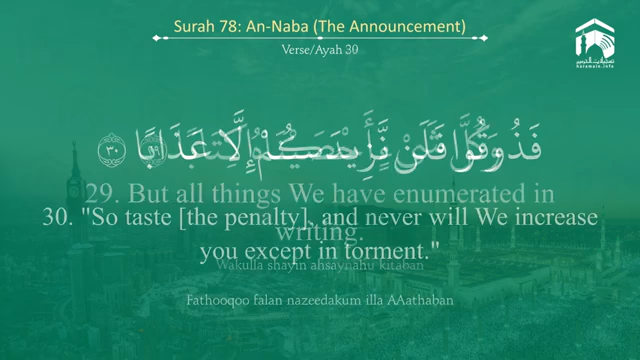 Surah 78: An-Naba (The Announcement)
Verse/Ayah 30
فَذُوقُوا فَلَن نَّزِيدَكُمْ إِلَّا عَذَابًا ٣٠
29. But all things We have enumerated in
writing.
30. "So taste [the penalty], and never will We increase
you except in torment."
Wakulla shayin ahsaynahu kitaban
Fathooqoo falan nazeedakum illa AAathaban
haramain.info